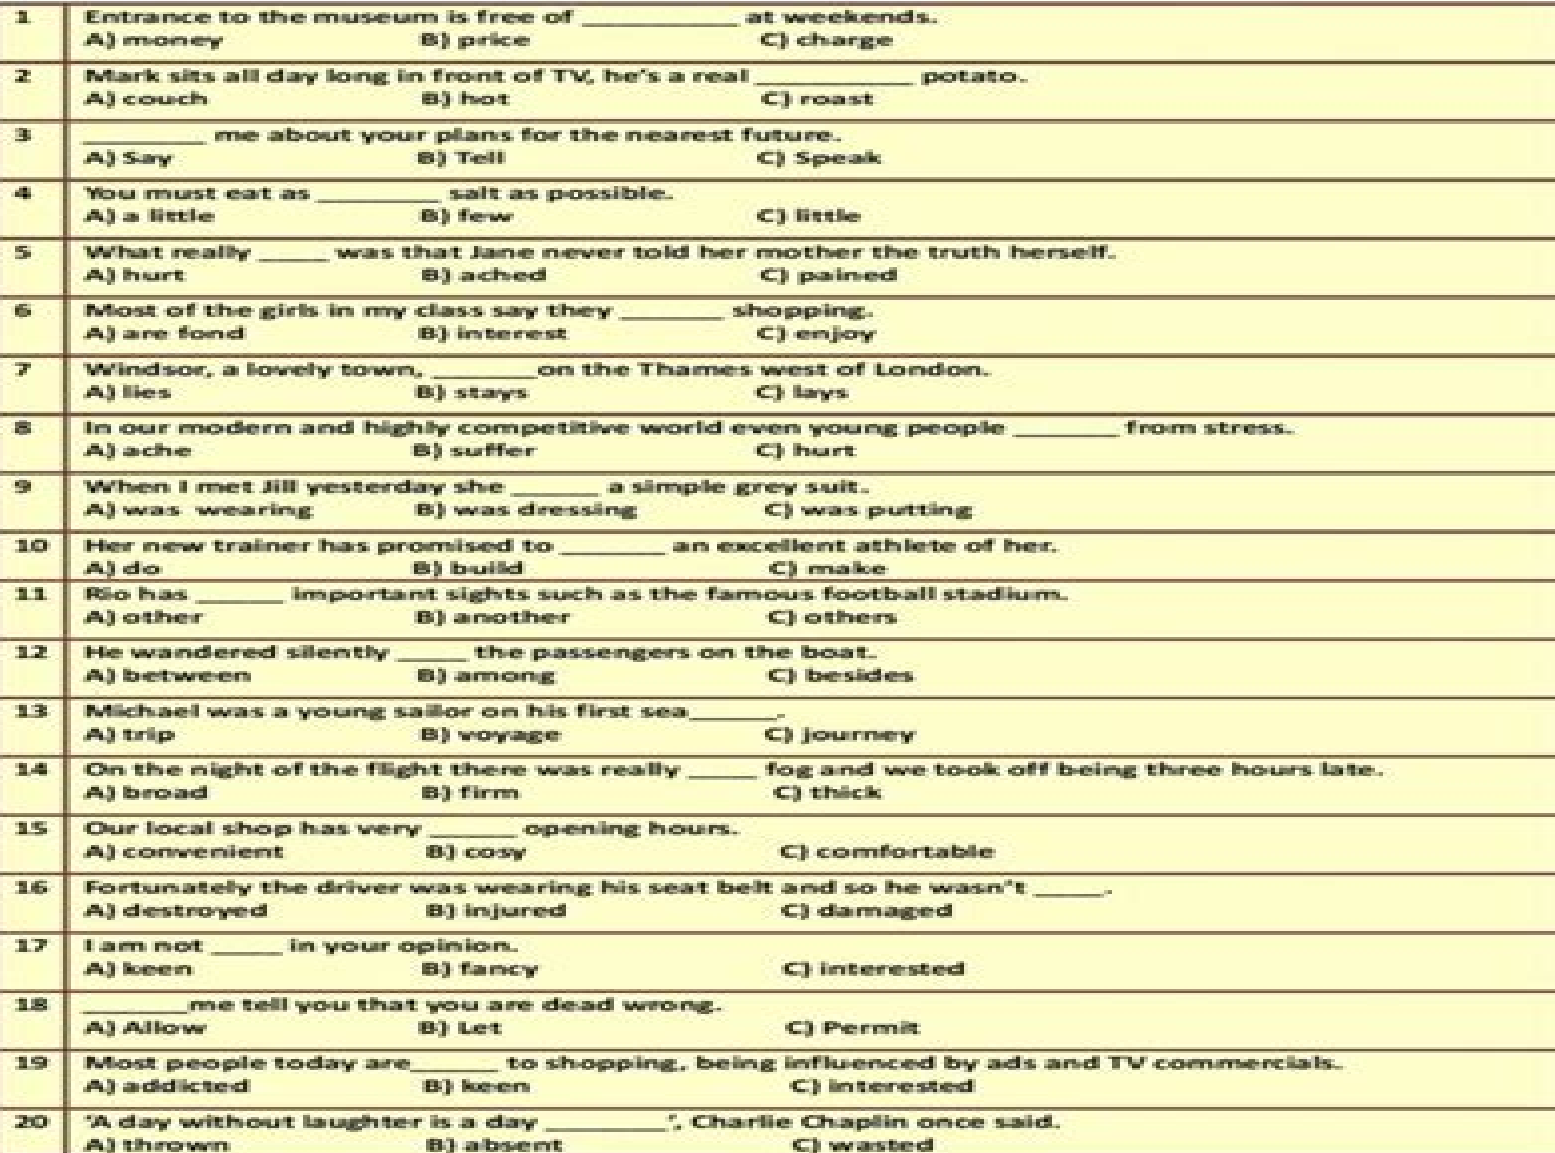 1 Entrance to the museum is free of __________ at weekends.
A) money B) price C) charge
2 Mark sits all day long in front of TV, he's a real __________ potato.
A) couch B) hot C) roast
3 ________ me about your plans for the nearest future.
A) Say B) Tell C) Speak
4 You must eat as ________ salt as possible.
A) a little B) few C) little
5 What really ____ was that Jane never told her mother the truth herself.
A) hurt B) ached C) pained
6 Most of the girls in my class say they ______ shopping.
A) are fond B) interest C) enjoy
7 Windsor, a lovely town, ______on the Thames west of London.
A) lies B) stays C) lays
8 In our modern and highly competitive world even young people ______ from stress.
A) ache B) suffer C) hurt
9 When I met Jill yesterday she _____ a simple grey suit.
A) was wearing B) was dressing C) was putting
10 Her new trainer has promised to ______ an excellent athlete of her.
A) do B) build C) make
11 Rio has _____ important sights such as the famous football stadium.
A) other B) another C) others
12 He wandered silently ____ the passengers on the boat.
A) between B) among C) besides
13 Michael was a young sailor on his first sea_____.
A) trip B) voyage C) journey
14 On the night of the flight there was really ____ fog and we took off being three hours late.
A) broad B) firm C) thick
15 Our local shop has very _____ opening hours.
A) convenient B) cosy C) comfortable
16 Fortunately the driver was wearing his seat belt and so he wasn't ____.
A) destroyed B) injured C) damaged
17 I am not ____ in your opinion.
A) keen B) fancy C) interested
18 ______me tell you that you are dead wrong.
A) Allow B) Let C) Permit
19 Most people today are_____ to shopping, being influenced by ads and TV commercials.
A) addicted B) keen C) interested
20 'A day without laughter is a day _______', Charlie Chaplin once said.
A) thrown B) absent C) wasted